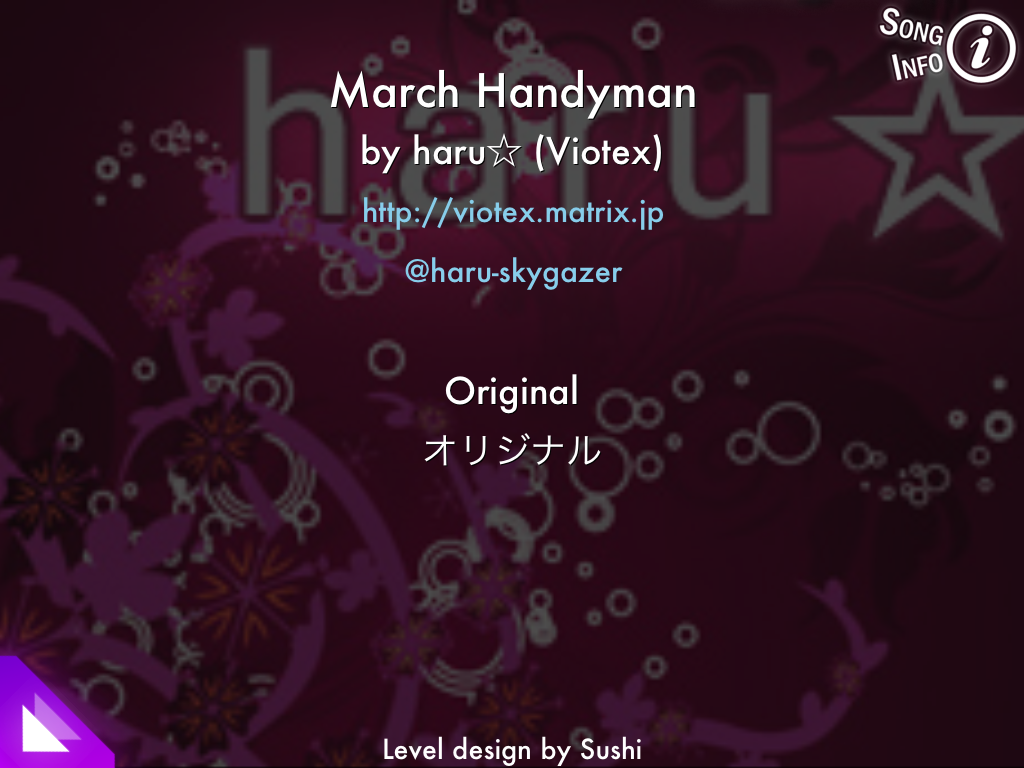 SONG
INFO
i
haru☆
March Handyman
by haru☆ (Viotex)
http://viotex.matrix.jp
@haru-skygazer
Original
オリジナル
Level design by Sushi